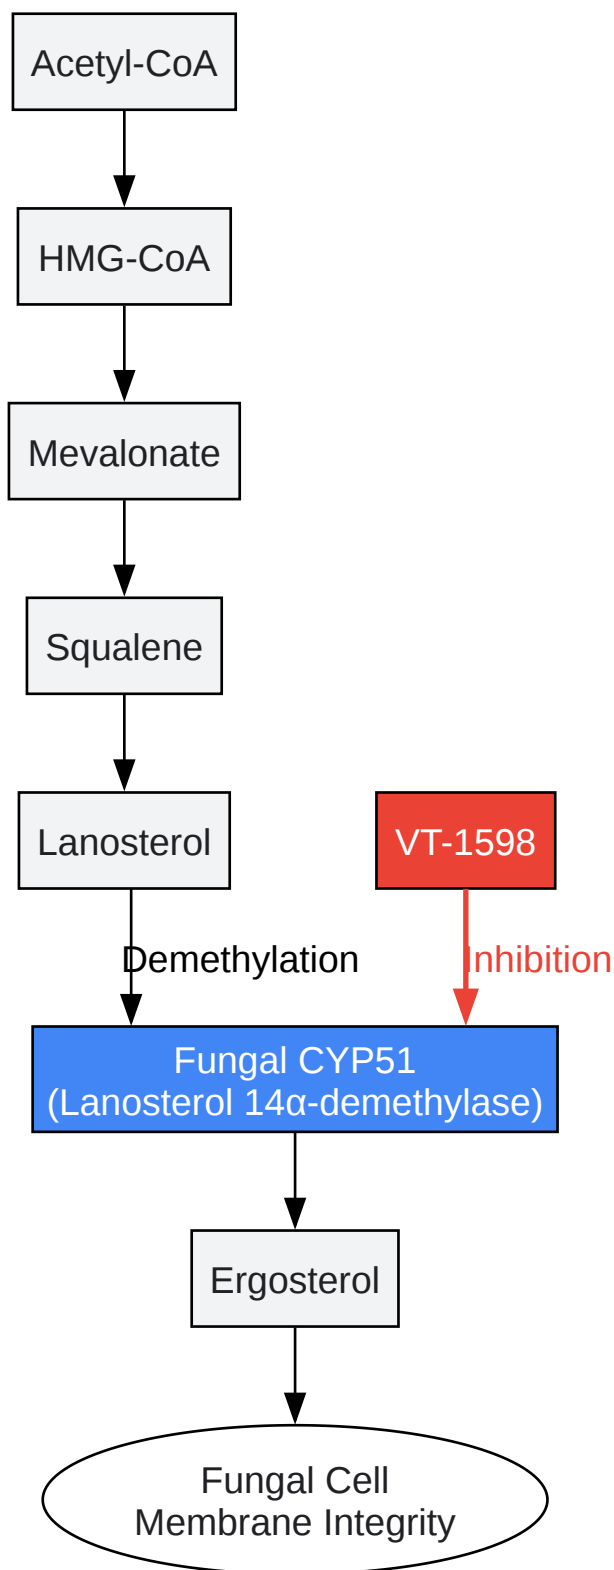 Acetyl-CoA
HMG-CoA
Mevalonate
Squalene
Lanosterol
VT-1598
Demethylation
Inhibition
Fungal CYP51
(Lanosterol 14α-demethylase)
Ergosterol
Fungal Cell
Membrane Integrity